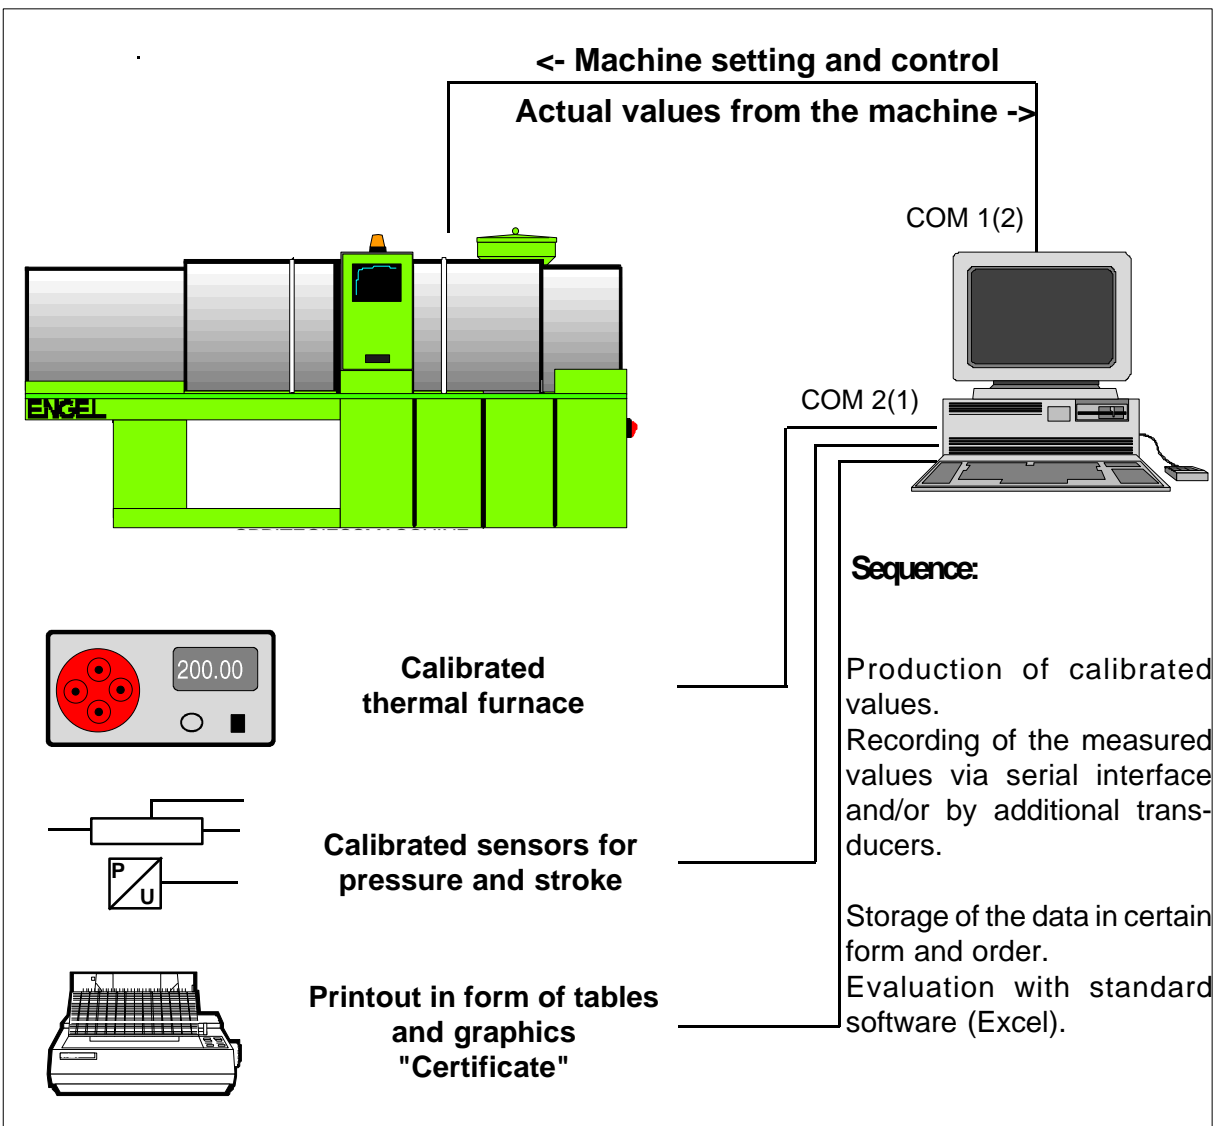 <- Machine setting and control
Actual values from the machine ->
COM 1(2)
ENGEL
COM 2(1)
Sequence:
200.00
Calibrated
thermal furnace
Production of calibrated
values.
Recording of the measured
values via serial interface
and/or by additional trans-
ducers.
P
U
Calibrated sensors for
pressure and stroke
Storage of the data in certain
form and order.
Evaluation with standard
software (Excel).
Printout in form of tables
and graphics
"Certificate"